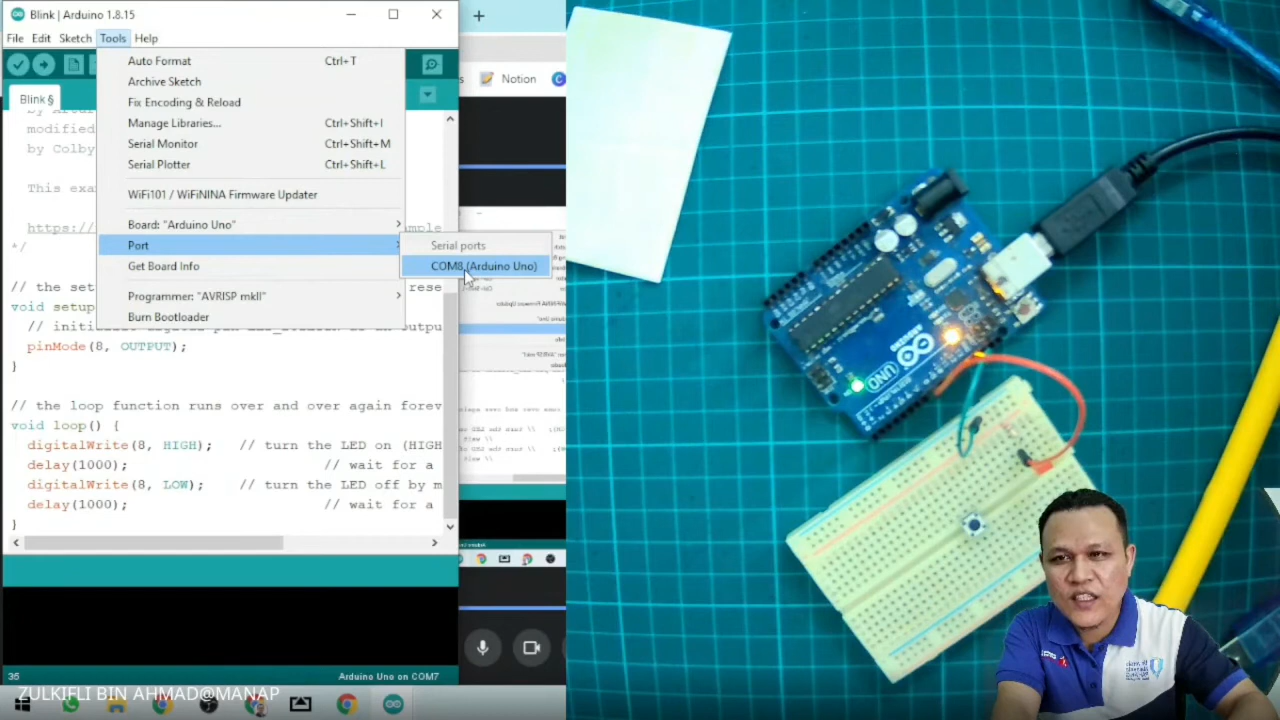 Blink | Arduino 1.8.15
File Edit Sketch Tools Help
Notion
Blink §
Auto Format Ctrl+T
Archive Sketch
Fix Encoding & Reload
Manage Libraries... Ctrl+Shift+I
Serial Monitor Ctrl+Shift+M
Serial Plotter Ctrl+Shift+L
WiFi101 / WiFiNINA Firmware Updater
Board: "Arduino Uno"
Port
Serial ports
COM8 (Arduino Uno)
Get Board Info
Programmer: "AVRISP mkII"
Burn Bootloader
modified
by Colby
This exa
https://
*/
// the set
void setup
pinMode(8, OUTPUT);
}
// the loop function runs over and over again forev
void loop() {
digitalWrite(8, HIGH); // turn the LED on (HIGH
delay(1000); // wait for a
digitalWrite(8, LOW); // turn the LED off by m
delay(1000); // wait for a
}
Arduino Uno on COM7
ZULKIFLI BIN AHMAD@MANAP
ARDUINO
UNO